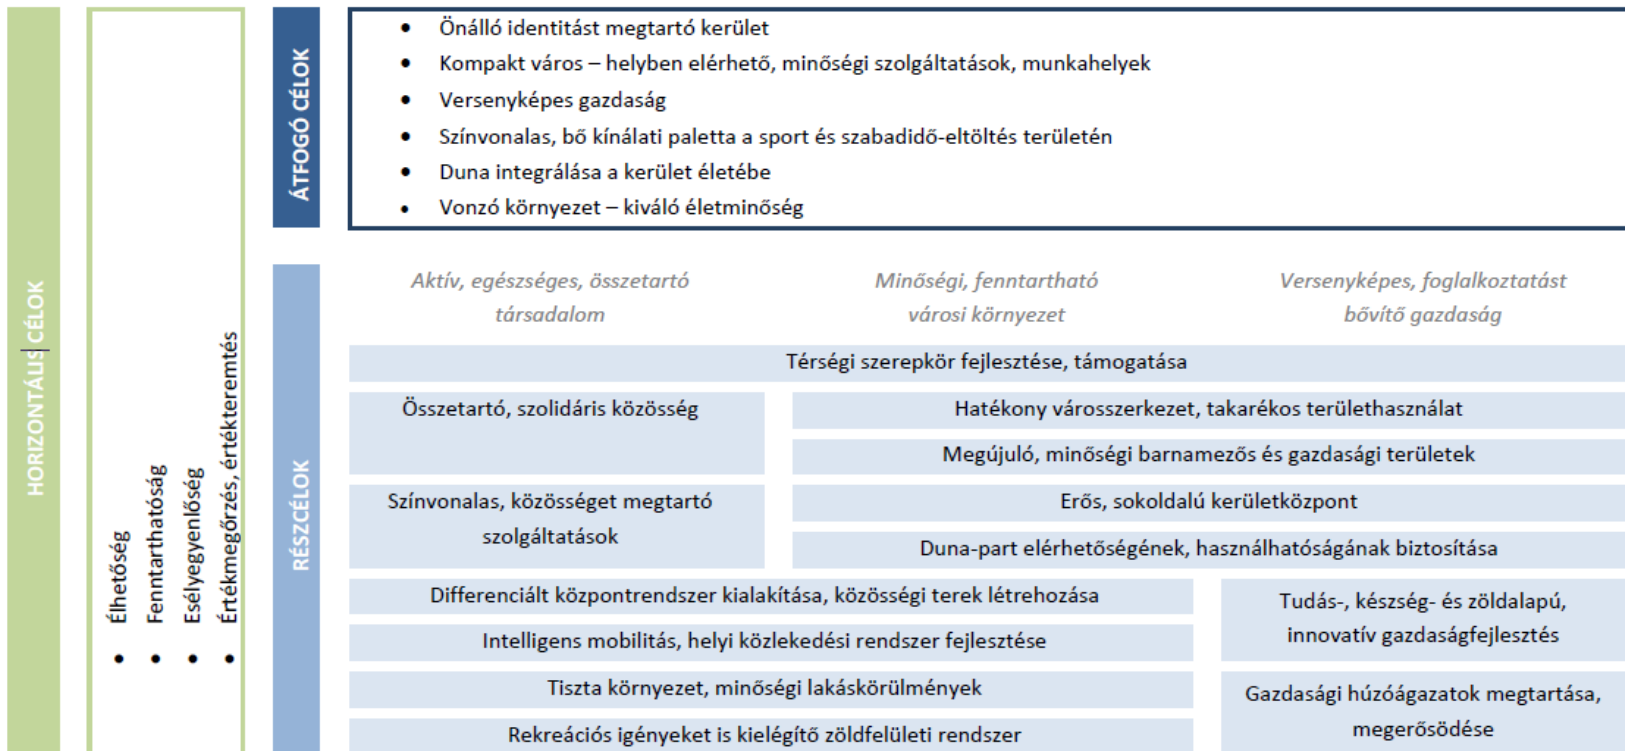 HORIZONTÁLIS CÉLOK
• Élhetőség
• Fenntarthatóság
• Esélyegyenlőség
• Értékmegőrzés, értékteremtés
ÁTFOGÓ CÉLOK
• Önálló identitást megtartó kerület
• Kompakt város – helyben elérhető, minőségi szolgáltatások, munkahelyek
• Versenyképes gazdaság
• Színvonalas, bő kínálati paletta a sport és szabadidő-eltöltés területén
• Duna integrálása a kerület életébe
• Vonzó környezet – kiváló életminőség
RÉSZCÉLOK
Aktív, egészséges, összetartó
társadalom
Minőségi, fenntartható
városi környezet
Versenyképes, foglalkoztatást
bővítő gazdaság
Térségi szerepkör fejlesztése, támogatása
Összetartó, szolidáris közösség
Hatékony városszerkezet, takarékos területhasználat
Megújuló, minőségi barnamezős és gazdasági területek
Színvonalas, közösséget megtartó
szolgáltatások
Erős, sokoldalú kerületközpont
Duna-part elérhetőségének, használhatóságának biztosítása
Differenciált központrendszer kialakítása, közösségi terek létrehozása
Intelligens mobilitás, helyi közlekedési rendszer fejlesztése
Tudás-, készség- és zöldalapú,
innovatív gazdaságfejlesztés
Tiszta környezet, minőségi lakáskörülmények
Rekreációs igényeket is kielégítő zöldfelületi rendszer
Gazdasági húzóágazatok megtartása,
megerősödése